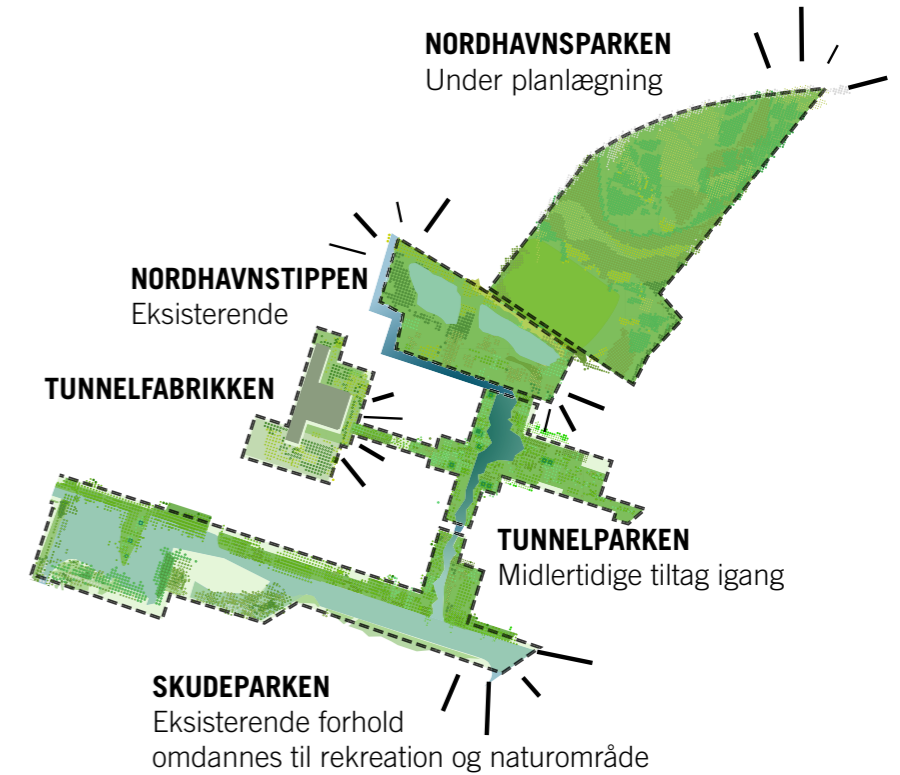 NORDHAVNSPARKEN
Under planlægning
NORDHAVNSTIPPEN
Eksisterende
TUNNELFABRIKKEN
TUNNELPARKEN
Midlertidige tiltag igang
SKUDEPARKEN
Eksisterende forhold
omdannes til rekreation og naturområde